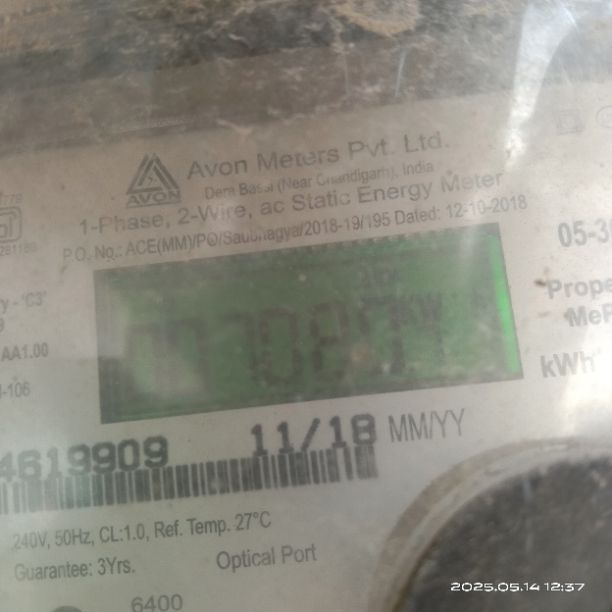 Avon Meters Pvt. Ltd.
AVON
Dera Bassi (Near Chandigarh), India
1-Phase, 2-Wire, ac Static Energy Meter
P.O. No.: ACE(MM)/PO/Saubhagya/2018-19/195 Dated: 12-10-2018
05-3
Prope
AA1.00
-106
kWh
4619909 11/18 MM/YY
240V, 50Hz, CL:1.0, Ref. Temp. 27°C
Guarantee: 3Yrs. Optical Port
6400
2025.05.14 12:37